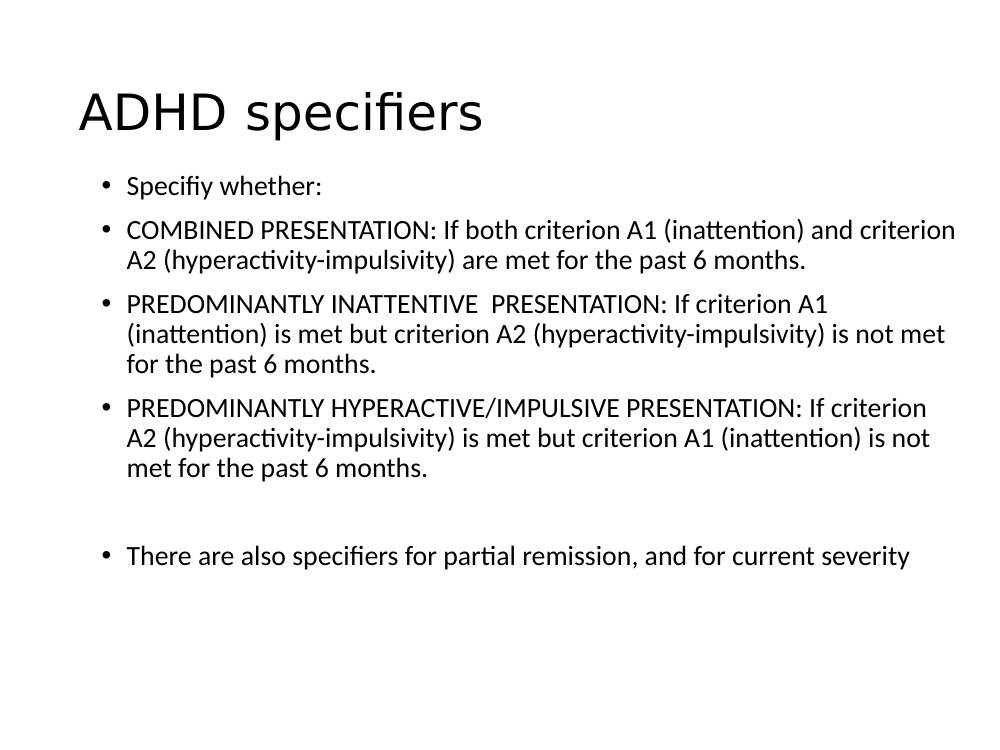 ADHD specifiers
• Specifiy whether:
• COMBINED PRESENTATION: If both criterion A1 (inattention) and criterion
A2 (hyperactivity-impulsivity) are met for the past 6 months.
• PREDOMINANTLY INATTENTIVE  PRESENTATION: If criterion A1
(inattention) is met but criterion A2 (hyperactivity-impulsivity) is not met
for the past 6 months.
• PREDOMINANTLY HYPERACTIVE/IMPULSIVE PRESENTATION: If criterion
A2 (hyperactivity-impulsivity) is met but criterion A1 (inattention) is not
met for the past 6 months.
• There are also specifiers for partial remission, and for current severity